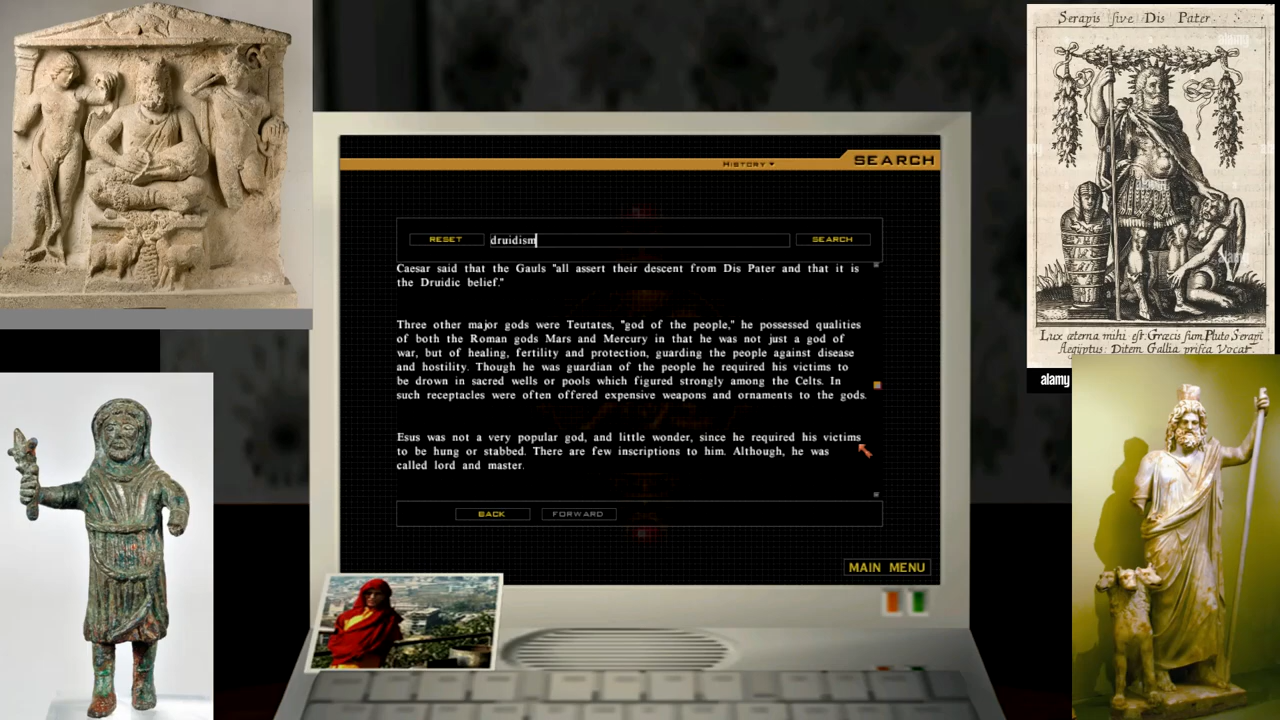 Serapis sive Dis Pater
HISTORY
SEARCH
RESET
druidism
SEARCH
Caesar said that the Gauls "all assert their descent from Dis Pater and that it is
the Druidic belief."
Three other major gods were Teutates, "god of the people," he possessed qualities
of both the Roman gods Mars and Mercury in that he was not just a god of
war, but of healing, fertility and protection, guarding the people against disease
and hostility. Though he was guardian of the people he required his victims to
be drown in sacred wells or pools which figured strongly among the Celts. In
such receptacles were often offered expensive weapons and ornaments to the gods.
Esus was not a very popular god, and little wonder, since he required his victims
to be hung or stabbed. There are few inscriptions to him. Although, he was
called lord and master.
BACK
FORWARD
MAIN MENU
Lux æterna mihi est. Græcis sum Pluto Serapi
Ægÿptus: Ditem Gallia prisca Vocat.
alamy
alamy
alamy
alamy